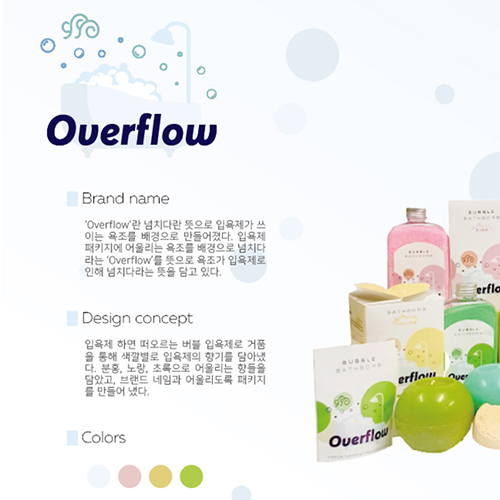 Overflow
Brand name
'Overflow'란 넘치다란 뜻으로 입욕제가 쓰
이는 욕조를 배경으로 만들어졌다. 입욕제
패키지에 어울리는 욕조를 배경으로 넘치다
라는 'Overflow'를 뜻으로 욕조가 입욕제로
인해 넘치다라는 뜻을 담고 있다.
Design concept
입욕제 하면 떠오르는 버블 입욕제로 거품
을 통해 색깔별로 입욕제의 향기를 담아냈
다. 분홍, 노랑, 초록으로 어울리는 향들을
담았고, 브랜드 네임과 어울리도록 패키지
를 만들어 냈다.
Colors
BUBBLE
BATHBOMB
BUBBLE
BATHBOMB
BATHBOMB
BUBBLE
BATHBOMB
Overflow
BUBBLE
BATHBOMB
Overflow